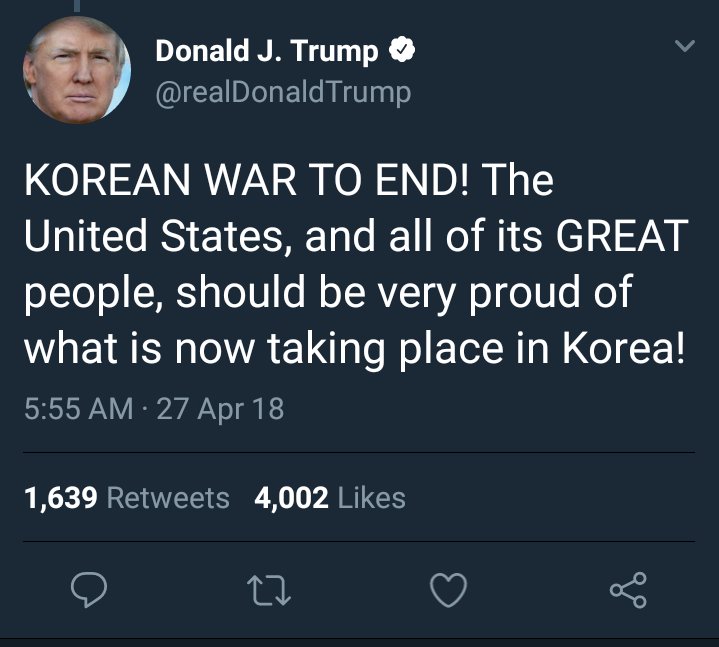 Donald J. Trump
@realDonaldTrump
KOREAN WAR TO END! The
United States, and all of its GREAT
people, should be very proud of
what is now taking place in Korea!
5:55 AM · 27 Apr 18
1,639 Retweets 4,002 Likes